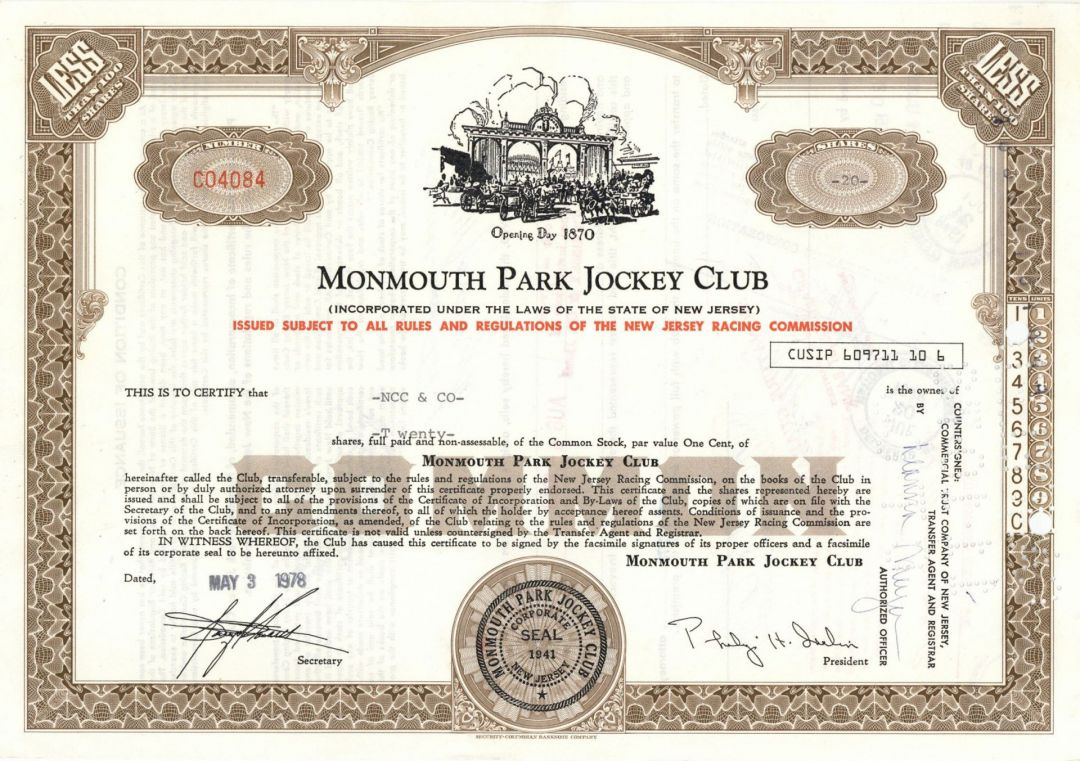 LESS
THAN 100
SHARES
LESS
THAN 100
SHARES
NUMBER
C04084
SHARES
-20-
Opening Day 1870
MONMOUTH PARK JOCKEY CLUB
(INCORPORATED UNDER THE LAWS OF THE STATE OF NEW JERSEY)
ISSUED SUBJECT TO ALL RULES AND REGULATIONS OF THE NEW JERSEY RACING COMMISSION
CUSIP 609711 10 6
THIS IS TO CERTIFY that
-NCC & CO-
is the owner of
-T wenty-
shares, full paid and non-assessable, of the Common Stock, par value One Cent, of
MONMOUTH PARK JOCKEY CLUB
COMMON
hereinafter called the Club, transferable, subject to the rules and regulations of the New Jersey Racing Commission, on the books of the Club in
person or by duly authorized attorney upon surrender of this certificate properly endorsed. This certificate and the shares represented hereby are
issued and shall be subject to all of the provisions of the Certificate of Incorporation and By-Laws of the Club, copies of which are on file with the
Secretary of the Club, and to any amendments thereof, to all of which the holder by acceptance hereof assents. Conditions of issuance and the pro-
visions of the Certificate of Incorporation, as amended, of the Club relating to the rules and regulations of the New Jersey Racing Commission are
set forth on the back hereof. This certificate is not valid unless countersigned by the Transfer Agent and Registrar.
IN WITNESS WHEREOF, the Club has caused this certificate to be signed by the facsimile signatures of its proper officers and a facsimile
of its corporate seal to be hereunto affixed.
MONMOUTH PARK JOCKEY CLUB
Dated, MAY 3 1978
Secretary
MONMOUTH PARK JOCKEY CLUB
CORPORATE
SEAL
1941
NEW JERSEY
Philip H. Iselin
President
COUNTERSIGNED:
COMMERCIAL TRUST COMPANY OF NEW JERSEY,
TRANSFER AGENT AND REGISTRAR
BY
AUTHORIZED OFFICER
TENS UNITS
1 1
2
3 3
4 4
5 5
6 6
7 7
8 8
9
SECURITY-COLUMBIAN BANKNOTE COMPANY